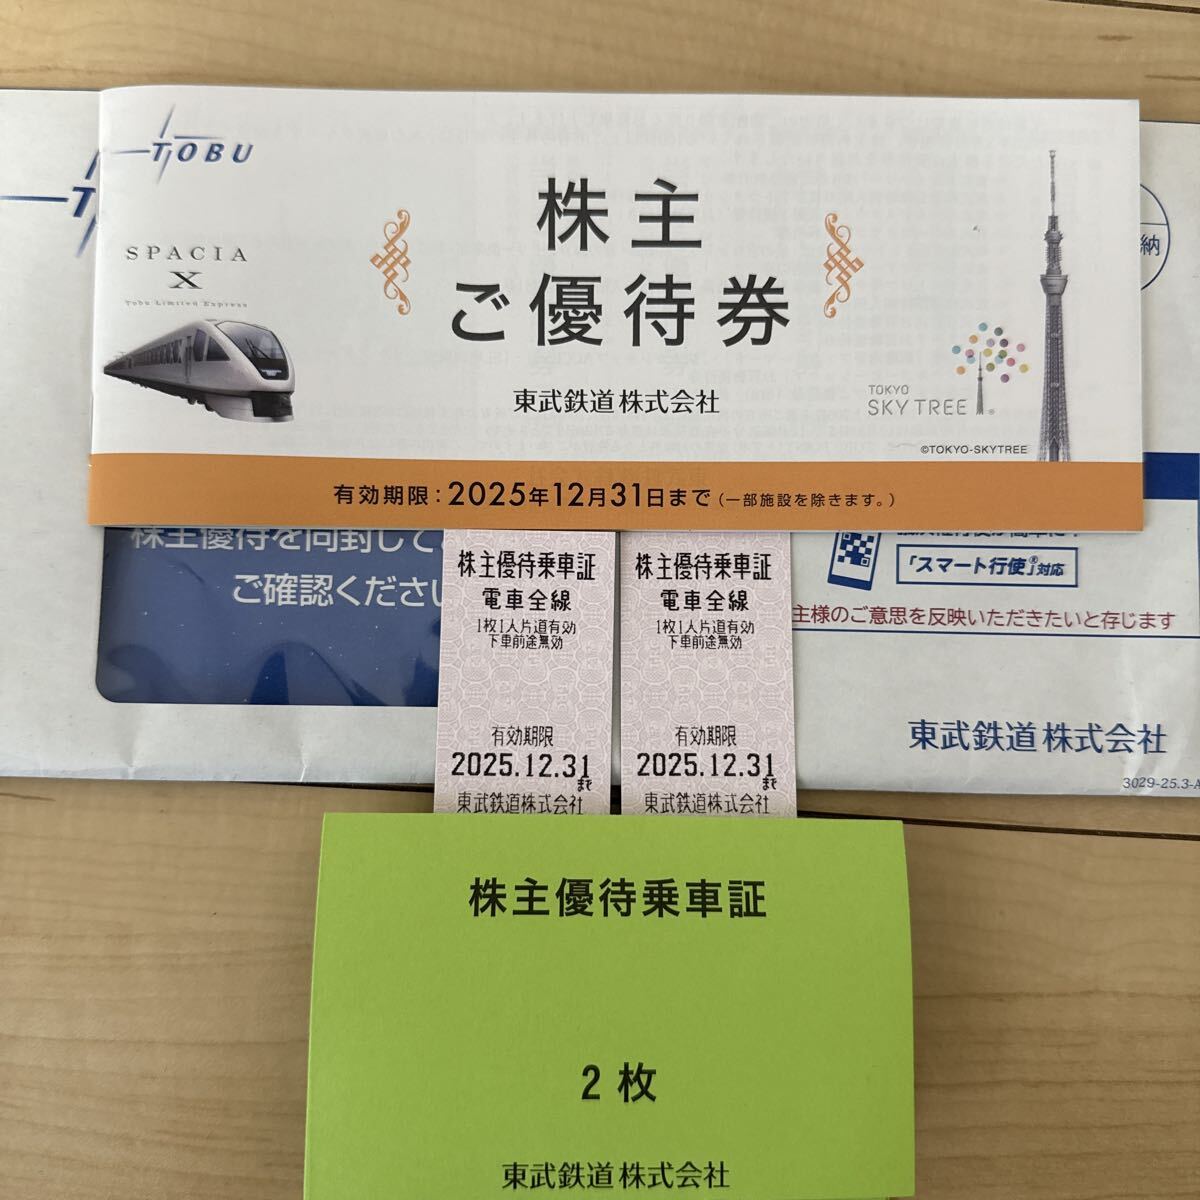 TOBU
SPACIA
X
Tobu Limited Express
株主
ご優待券
東武鉄道株式会社
TOKYO
SKYTREE®
©TOKYO-SKYTREE
有効期限：2025年12月31日まで（一部施設を除きます。）
納
株主優待を同封して
ご確認ください
「スマート行使®」対応
主様のご意思を反映いただきたいと存じます
東武鉄道株式会社
3029-25.3-A
株主優待乗車証
電車全線
1枚1人片道有効
下車前途無効
有効期限
2025.12.31
まで
東武鉄道株式会社
株主優待乗車証
電車全線
1枚1人片道有効
下車前途無効
有効期限
2025.12.31
まで
東武鉄道株式会社
株主優待乗車証
2枚
東武鉄道株式会社